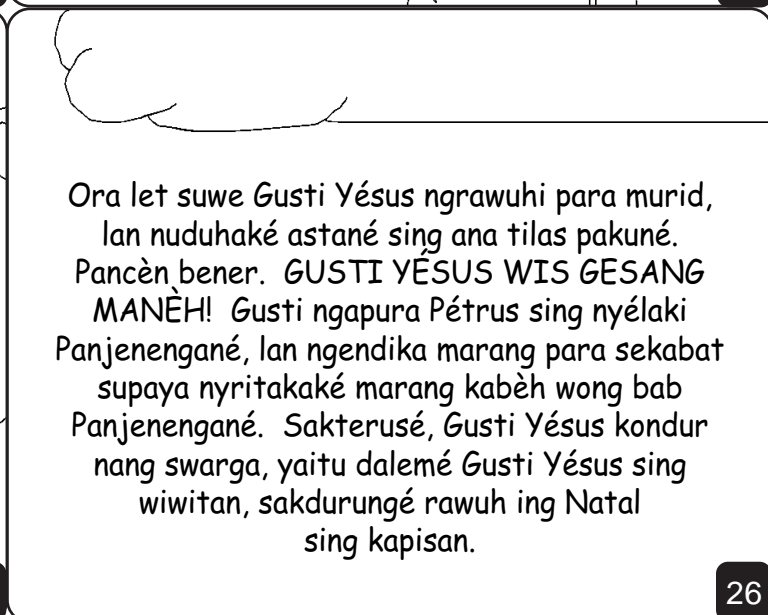 Ora let suwe Gusti Yésus ngrawuhi para murid,
lan nuduhaké astané sing ana tilas pakuné.
Pancèn bener.  GUSTI YÉSUS WIS GESANG
MANÈH!  Gusti ngapura Pétrus sing nyélaki
Panjenengané, lan ngendika marang para sekabat
supaya nyritakaké marang kabèh wong bab
Panjenengané.  Sakterusé, Gusti Yésus kondur
nang swarga, yaitu dalemé Gusti Yésus sing
wiwitan, sakdurungé rawuh ing Natal
sing kapisan.
26